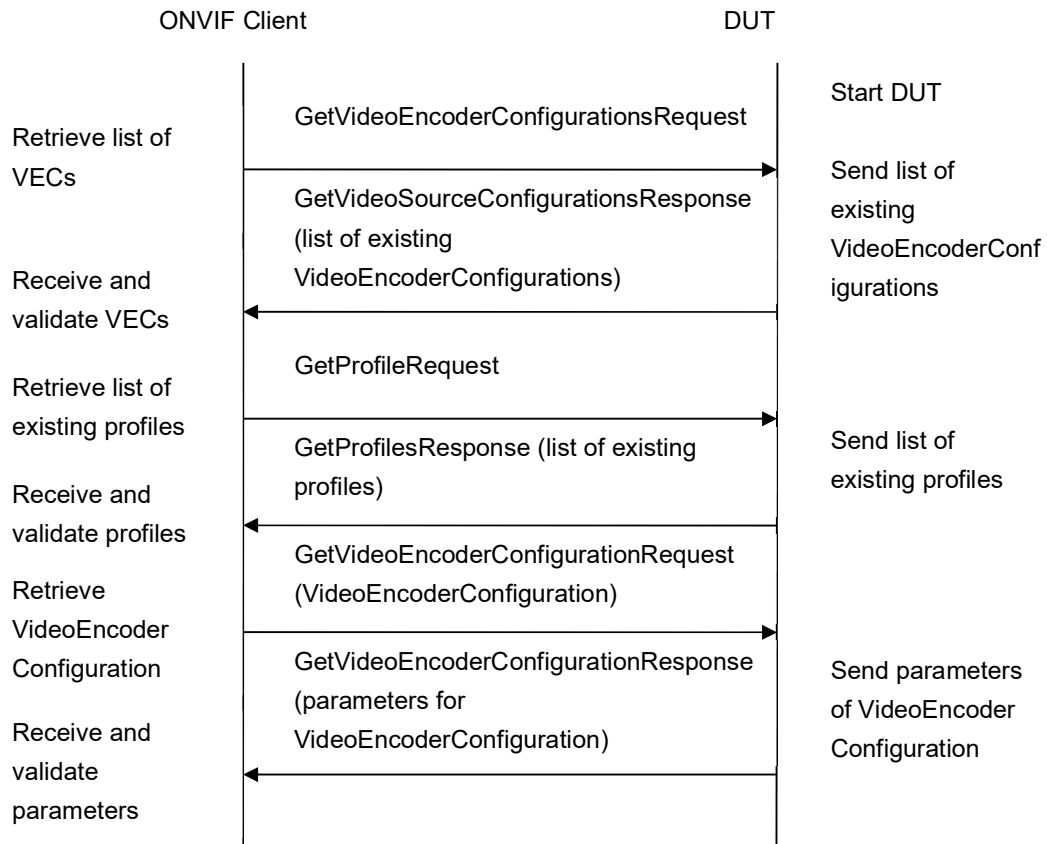 ONVIF Client
DUT
Start DUT
GetVideoEncoderConfigurationsRequest
Retrieve list of
VECs
Send list of
existing
VideoEncoderConf
igurations
GetVideoSourceConfigurationsResponse
(list of existing
VideoEncoderConfigurations)
Receive and
validate VECs
GetProfileRequest
Retrieve list of
existing profiles
Send list of
existing profiles
GetProfilesResponse (list of existing
profiles)
Receive and
validate profiles
GetVideoEncoderConfigurationRequest
(VideoEncoderConfiguration)
Retrieve
VideoEncoder
Configuration
GetVideoEncoderConfigurationResponse
(parameters for
VideoEncoderConfiguration)
Send parameters
of VideoEncoder
Configuration
Receive and
validate
parameters